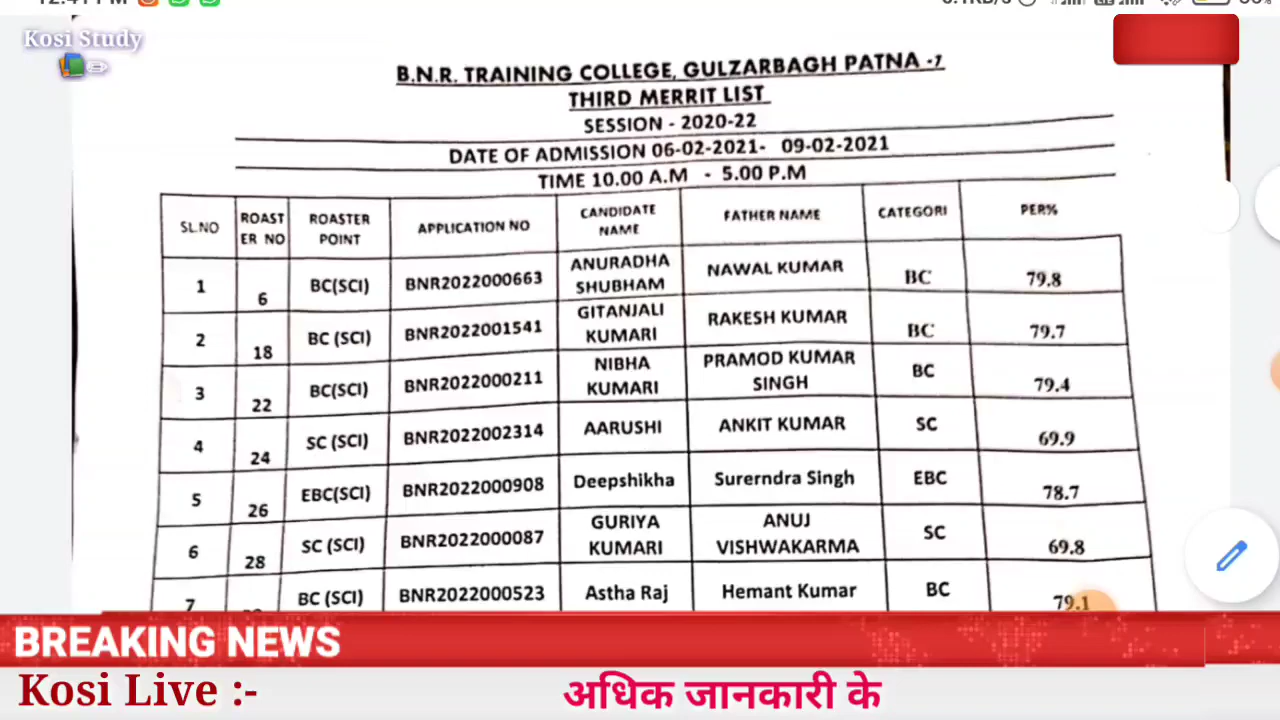 Kosi Study
B.N.R. TRAINING COLLEGE, GULZARBAGH PATNA -7
THIRD MERRIT LIST
SESSION - 2020-22
DATE OF ADMISSION 06-02-2021- 09-02-2021
TIME 10.00 A.M - 5.00 P.M
SL.NO ROAST ER NO ROASTER POINT APPLICATION NO CANDIDATE NAME FATHER NAME CATEGORI PER%
1 6 BC(SCI) BNR2022000663 ANURADHA SHUBHAM NAWAL KUMAR BC 79.8
2 18 BC (SCI) BNR2022001541 GITANJALI KUMARI RAKESH KUMAR BC 79.7
3 22 BC(SCI) BNR2022000211 NIBHA KUMARI PRAMOD KUMAR SINGH BC 79.4
4 24 SC (SCI) BNR2022002314 AARUSHI ANKIT KUMAR SC 69.9
5 26 EBC(SCI) BNR2022000908 Deepshikha Surerndra Singh EBC 78.7
6 28 SC (SCI) BNR2022000087 GURIYA KUMARI ANUJ VISHWAKARMA SC 69.8
7 BC (SCI) BNR2022000523 Astha Raj Hemant Kumar BC 79.1
BREAKING NEWS
Kosi Live :- अधिक जानकारी के